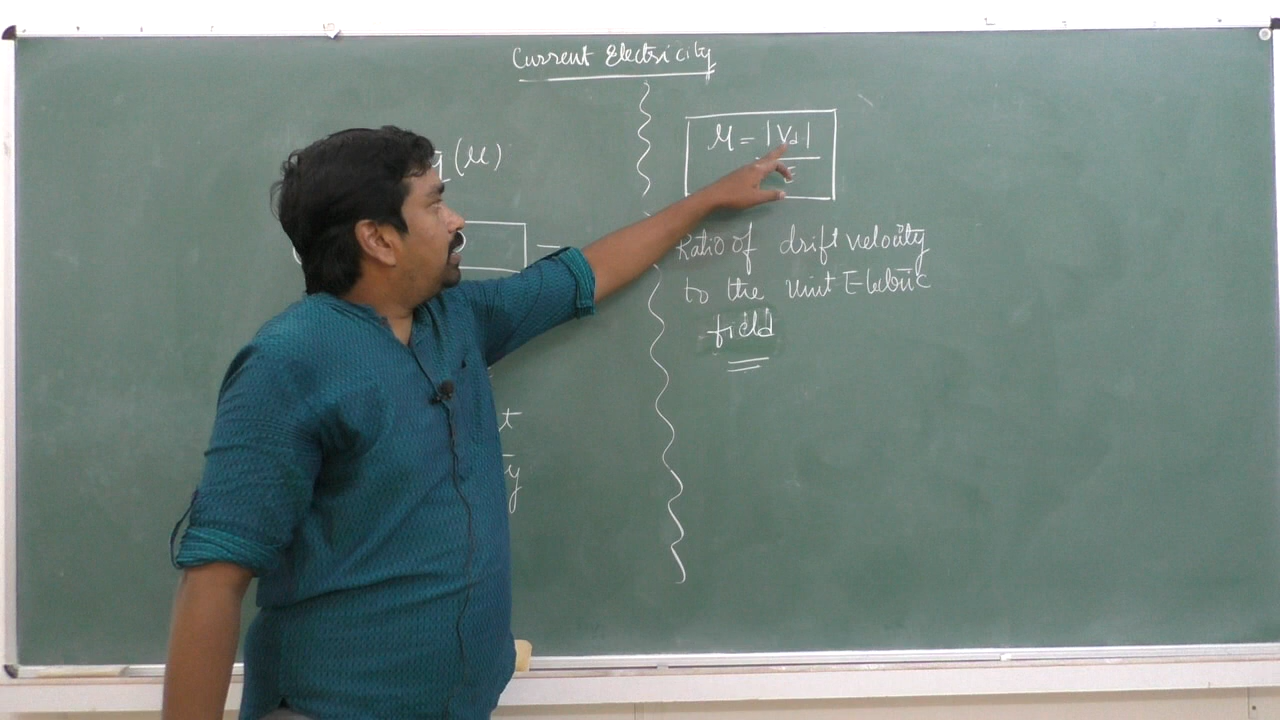 Current Electricity
(μ)
μ = |Vd|
E
Ratio of drift velocity
to the unit Electric
field
t
y